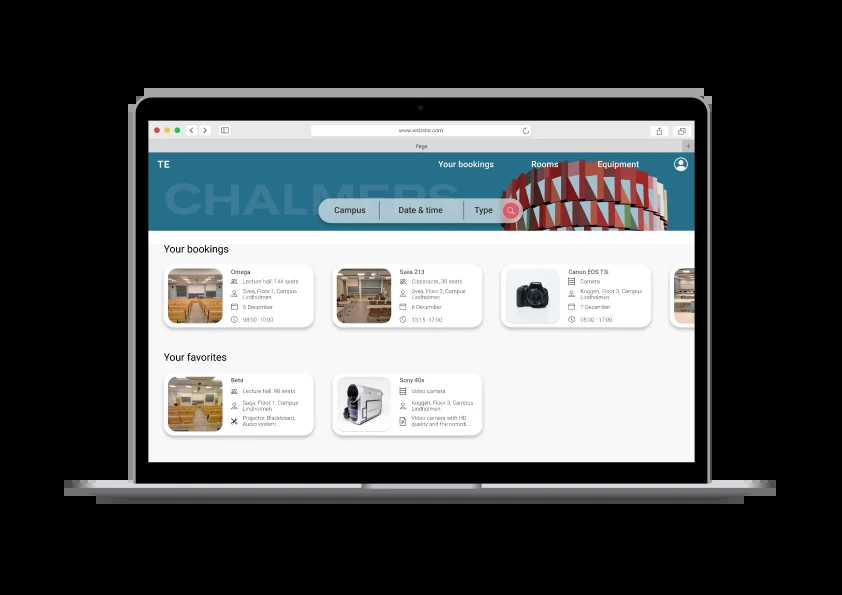 www.website.com
Page
TE
Your bookings
Rooms
Equipment
CHALMERS
Campus
Date & time
Type
Your bookings
Omega
Lecture hall, 144 seats
Svea, Floor 1, Campus
Lindholmen
6 December
08:00 - 10:00
Svea 213
Classroom, 30 seats
Svea, Floor 2, Campus
Lindholmen
6 December
13:15 - 17:00
Canon EOS T3i
Camera
Kuggen, Floor 3, Campus
Lindholmen
7 December
08:00 - 17:00
Your favorites
Beta
Lecture hall, 96 seats
Saga, Floor 1, Campus
Lindholmen
Projector, Blackboard,
Audio system...
Sony 40x
Video camera
Kuggen, Floor 3, Campus
Lindholmen
Video camera with HD
quality and the recordi...